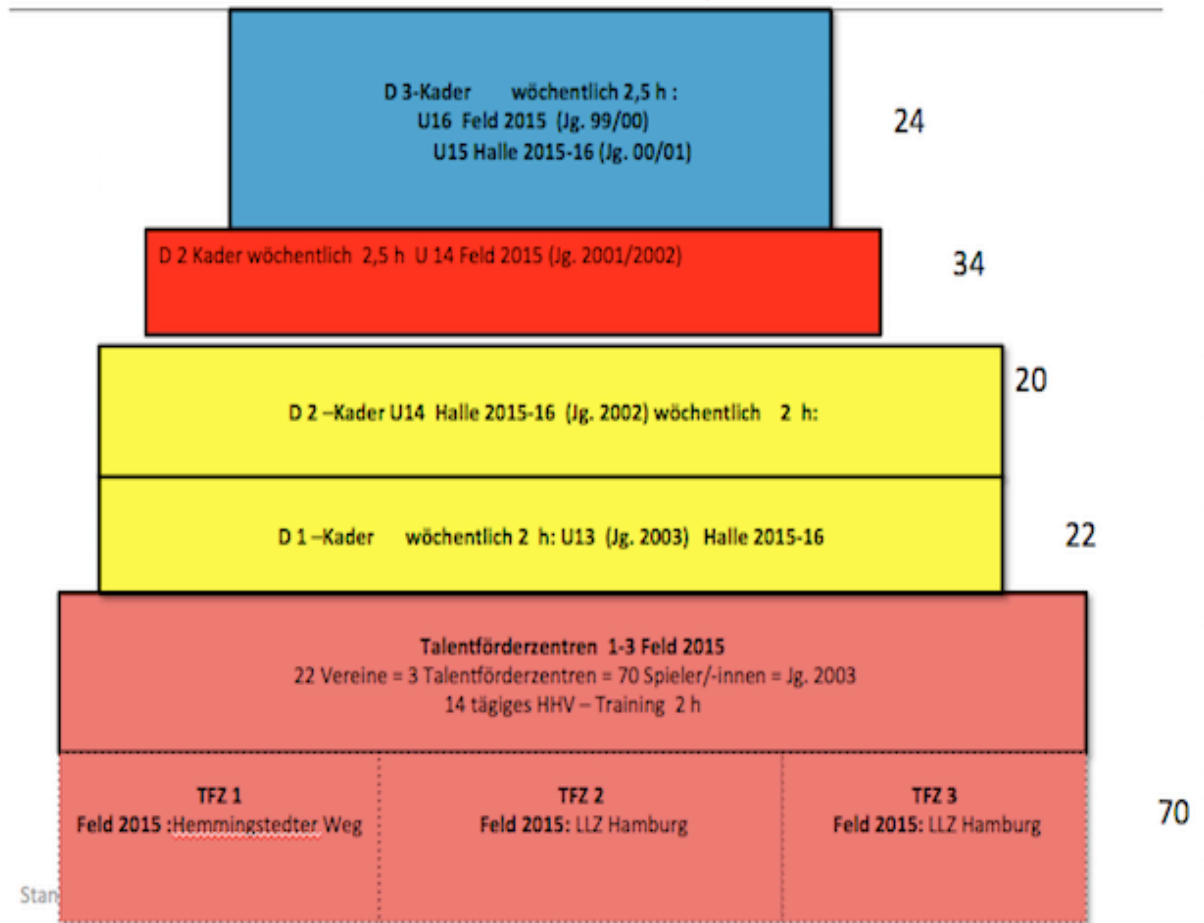 D 3-Kader wöchentlich 2,5 h :
U16 Feld 2015 (Jg. 99/00)
U15 Halle 2015-16 (Jg. 00/01)
24
D 2 Kader wöchentlich 2,5 h U 14 Feld 2015 (Jg. 2001/2002)
34
20
D 2 –Kader U14 Halle 2015-16 (Jg. 2002) wöchentlich 2 h:
D 1 –Kader wöchentlich 2 h: U13 (Jg. 2003) Halle 2015-16
22
Talentförderzentren 1-3 Feld 2015
22 Vereine = 3 Talentförderzentren = 70 Spieler/-innen = Jg. 2003
14 tägiges HHV – Training 2 h
TFZ 1
Feld 2015 :Hemmingstedter Weg
TFZ 2
Feld 2015: LLZ Hamburg
TFZ 3
Feld 2015: LLZ Hamburg
70
Stan